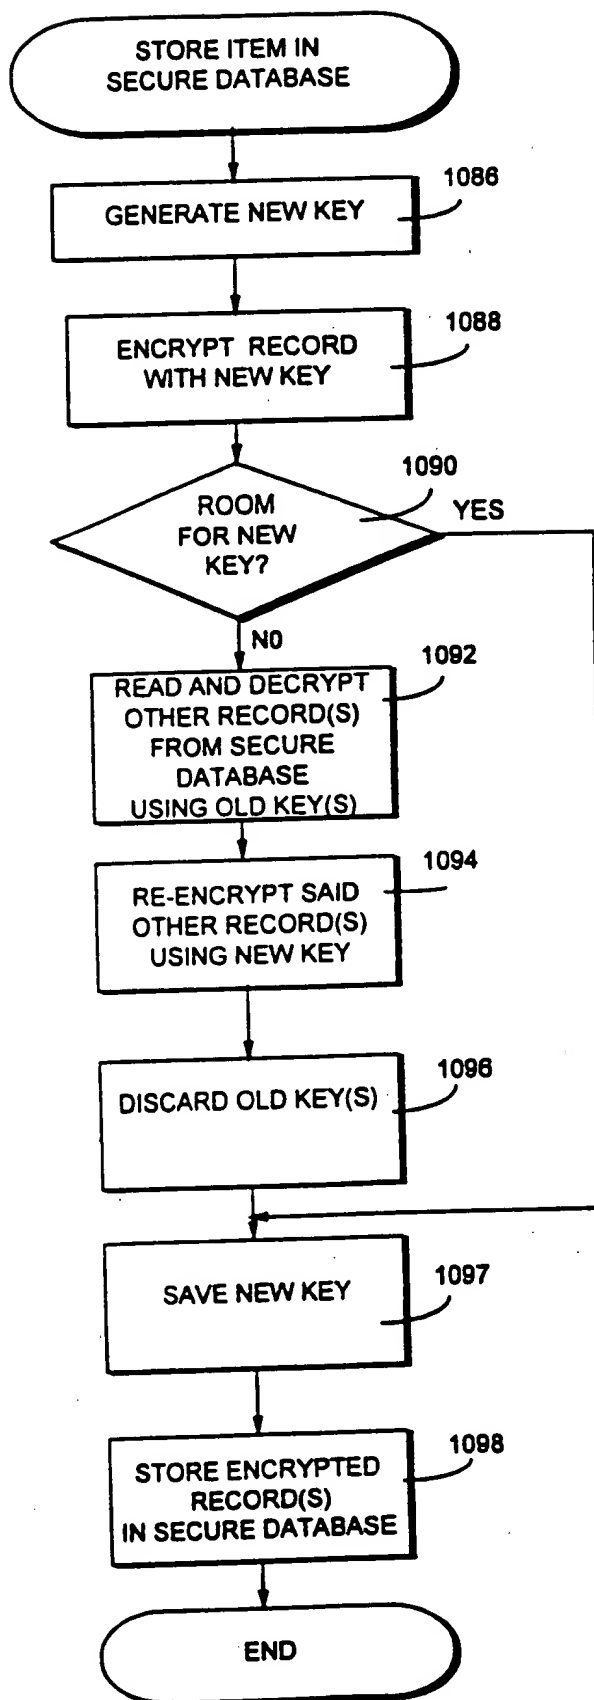 STORE ITEM IN
SECURE DATABASE
1086
GENERATE NEW KEY
1088
ENCRYPT RECORD
WITH NEW KEY
1090
ROOM
FOR NEW
KEY?
YES
NO
1092
READ AND DECRYPT
OTHER RECORD(S)
FROM SECURE
DATABASE
USING OLD KEY(S)
1094
RE-ENCRYPT SAID
OTHER RECORD(S)
USING NEW KEY
1096
DISCARD OLD KEY(S)
1097
SAVE NEW KEY
1098
STORE ENCRYPTED
RECORD(S)
IN SECURE DATABASE
END